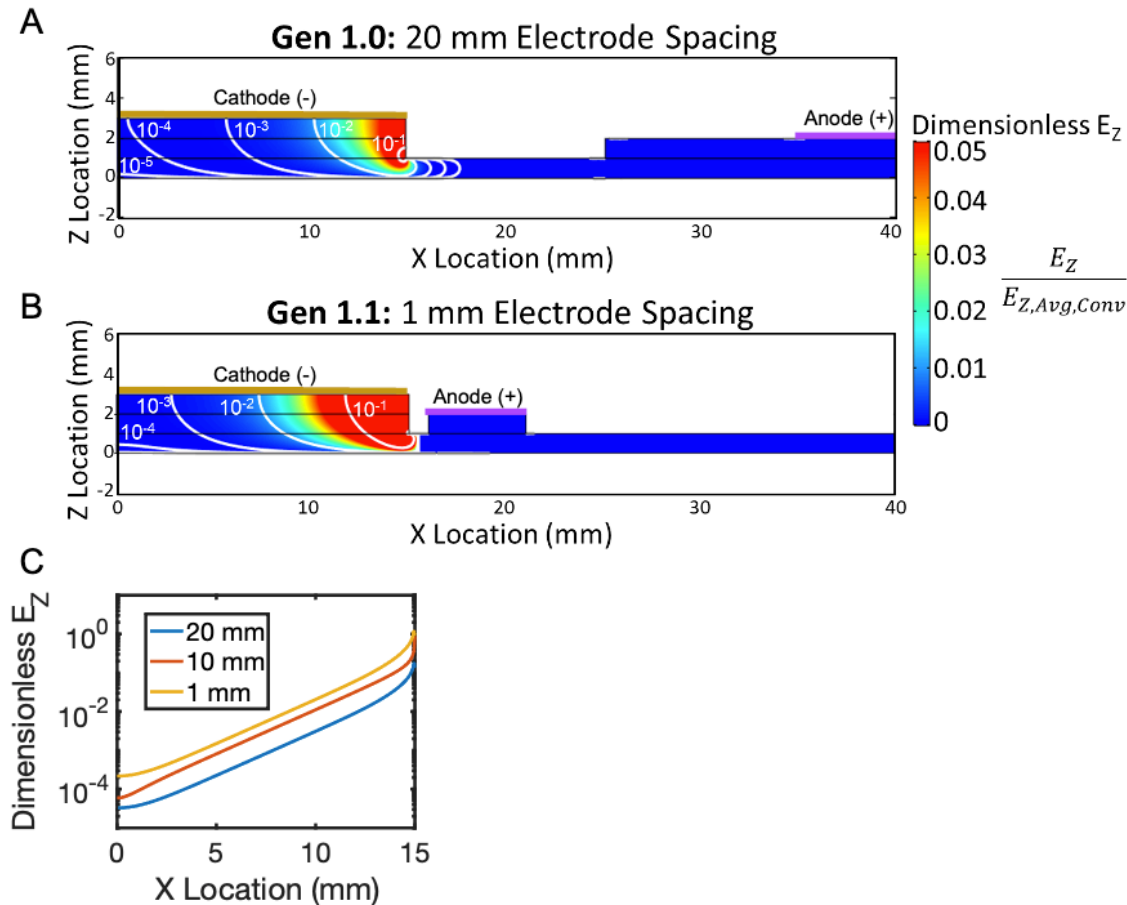 A
Gen 1.0: 20 mm Electrode Spacing
Z Location (mm)
6
4
2
0
-2
Cathode (-)
Anode (+)
10-4
10-3
10-2
10-1
10-5
0
10
20
30
40
X Location (mm)
Dimensionless EZ
0.05
0.04
0.03
0.02
0.01
0
EZ
EZ,Avg,Conv
B
Gen 1.1: 1 mm Electrode Spacing
Z Location (mm)
6
4
2
0
-2
Cathode (-)
Anode (+)
10-3
10-2
10-1
10-4
0
10
20
30
40
X Location (mm)
C
Dimensionless EZ
100
10-2
10-4
20 mm
10 mm
1 mm
0
5
10
15
X Location (mm)